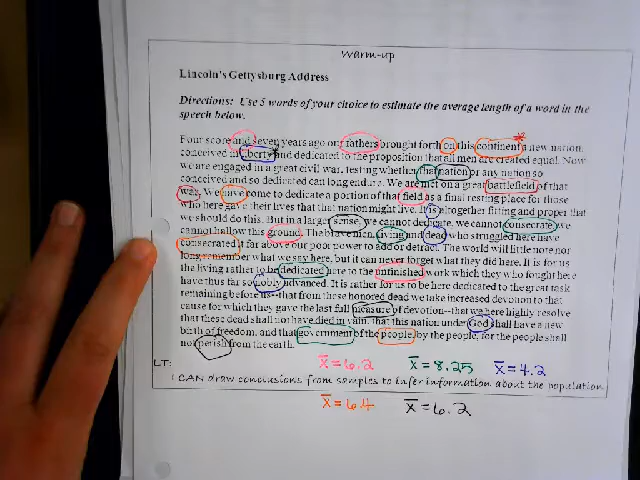 Warm-up
Lincoln's Gettysburg Address
Directions: Use 5 words of your choice to estimate the average length of a word in the
speech below.
Four score and seven years ago our fathers brought forth on this continent a new nation:
conceived in liberty and dedicated to the proposition that all men are created equal. Now
we are engaged in a great civil war, testing whether that nation or any nation so
conceived and so dedicated can long endure. We are met on a great battlefield of that
war. We have come to dedicate a portion of that field as a final resting place for those
who here gave their lives that that nation might live. It is altogether fitting and proper that
we should do this. But in a larger sense, we cannot dedicate, we cannot consecrate we
cannot hallow this ground. The brave men, living and dead who struggled here have
consecrated it far above our poor power to add or detract. The world will little note nor
long remember what we say here, but it can never forget what they did here. It is for us
the living rather to be dedicated here to the unfinished work which they who fought here
have thus far so nobly advanced. It is rather for us to be here dedicated to the great task
remaining before us--that from these honored dead we take increased devotion to that
cause for which they gave the last full measure of devotion--that we here highly resolve
that these dead shall not have died in vain, that this nation under God shall have a new
birth of freedom, and that government of the people by the people, for the people shall
not perish from the earth.
LT: x̄ = 6.2 x̄ = 8.25 x̄ = 4.2
I CAN draw conclusions from samples to infer information about the population
x̄ = 6.4 x̄ = 6.2